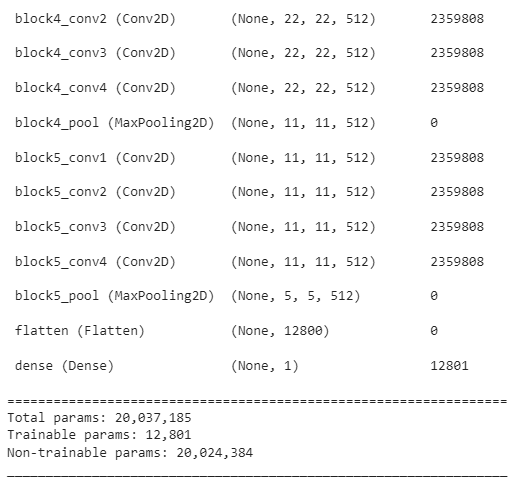 block4_conv2 (Conv2D) (None, 22, 22, 512) 2359808
block4_conv3 (Conv2D) (None, 22, 22, 512) 2359808
block4_conv4 (Conv2D) (None, 22, 22, 512) 2359808
block4_pool (MaxPooling2D) (None, 11, 11, 512) 0
block5_conv1 (Conv2D) (None, 11, 11, 512) 2359808
block5_conv2 (Conv2D) (None, 11, 11, 512) 2359808
block5_conv3 (Conv2D) (None, 11, 11, 512) 2359808
block5_conv4 (Conv2D) (None, 11, 11, 512) 2359808
block5_pool (MaxPooling2D) (None, 5, 5, 512) 0
flatten (Flatten) (None, 12800) 0
dense (Dense) (None, 1) 12801
=================================================================
Total params: 20,037,185
Trainable params: 12,801
Non-trainable params: 20,024,384
_________________________________________________________________